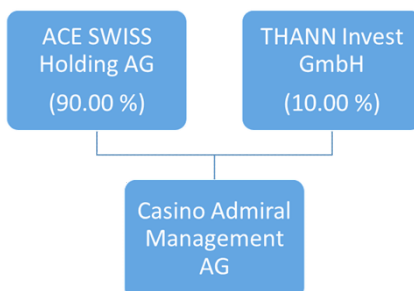 ACE SWISS
Holding AG
(90.00 %)
THANN Invest
GmbH
(10.00 %)
Casino Admiral
Management
AG